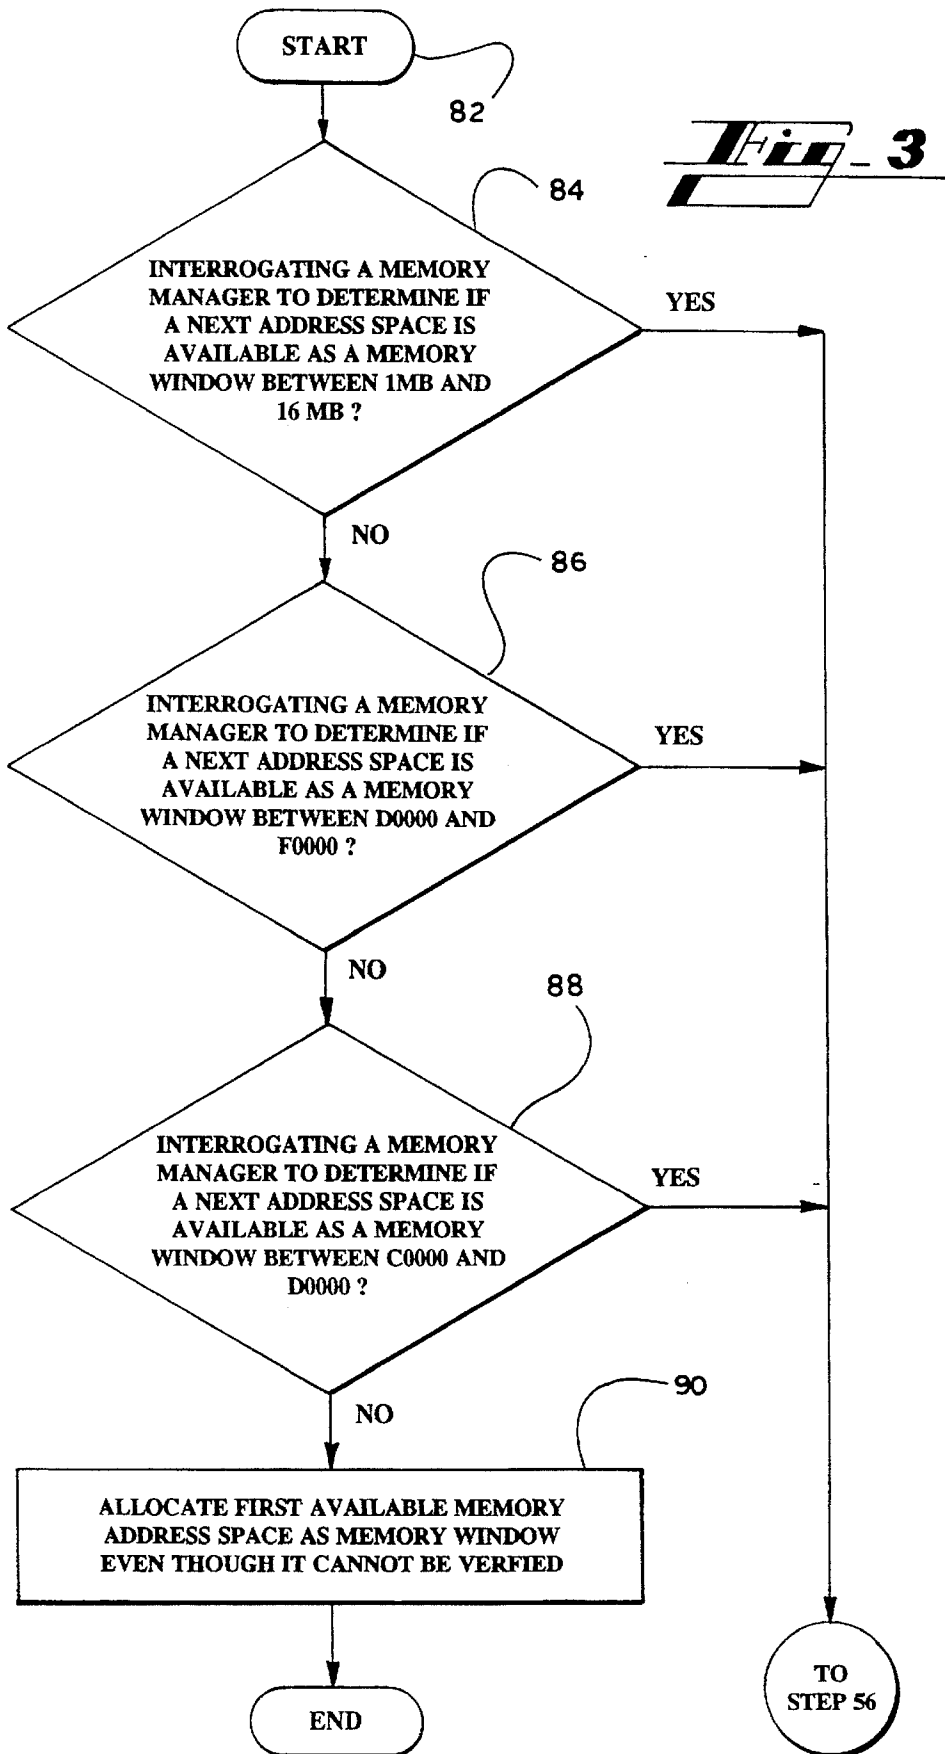 START
82
Fig_ 3
84
INTERROGATING A MEMORY
MANAGER TO DETERMINE IF
A NEXT ADDRESS SPACE IS
AVAILABLE AS A MEMORY
WINDOW BETWEEN 1MB AND
16 MB ?
YES
NO
86
INTERROGATING A MEMORY
MANAGER TO DETERMINE IF
A NEXT ADDRESS SPACE IS
AVAILABLE AS A MEMORY
WINDOW BETWEEN D0000 AND
F0000 ?
YES
NO
88
INTERROGATING A MEMORY
MANAGER TO DETERMINE IF
A NEXT ADDRESS SPACE IS
AVAILABLE AS A MEMORY
WINDOW BETWEEN C0000 AND
D0000 ?
YES
NO
90
ALLOCATE FIRST AVAILABLE MEMORY
ADDRESS SPACE AS MEMORY WINDOW
EVEN THOUGH IT CANNOT BE VERFIED
END
TO
STEP 56